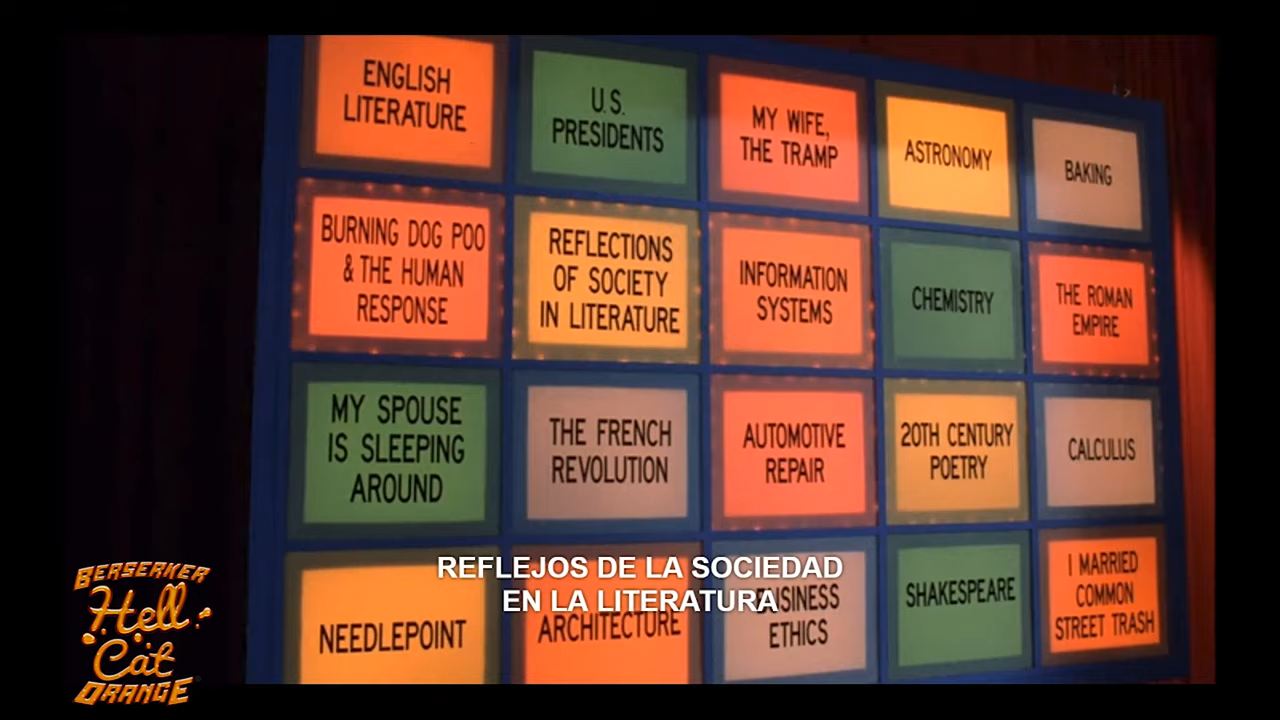 ENGLISH
LITERATURE
U.S.
PRESIDENTS
MY WIFE,
THE TRAMP
ASTRONOMY
BAKING
BURNING DOG POO
& THE HUMAN
RESPONSE
REFLECTIONS
OF SOCIETY
IN LITERATURE
INFORMATION
SYSTEMS
CHEMISTRY
THE ROMAN
EMPIRE
MY SPOUSE
IS SLEEPING
AROUND
THE FRENCH
REVOLUTION
AUTOMOTIVE
REPAIR
20TH CENTURY
POETRY
CALCULUS
NEEDLEPOINT
ARCHITECTURE
BUSINESS
ETHICS
SHAKESPEARE
I MARRIED
COMMON
STREET TRASH
REFLEJOS DE LA SOCIEDAD
EN LA LITERATURA
BERSERKER
Hell
Cat
ORANGE